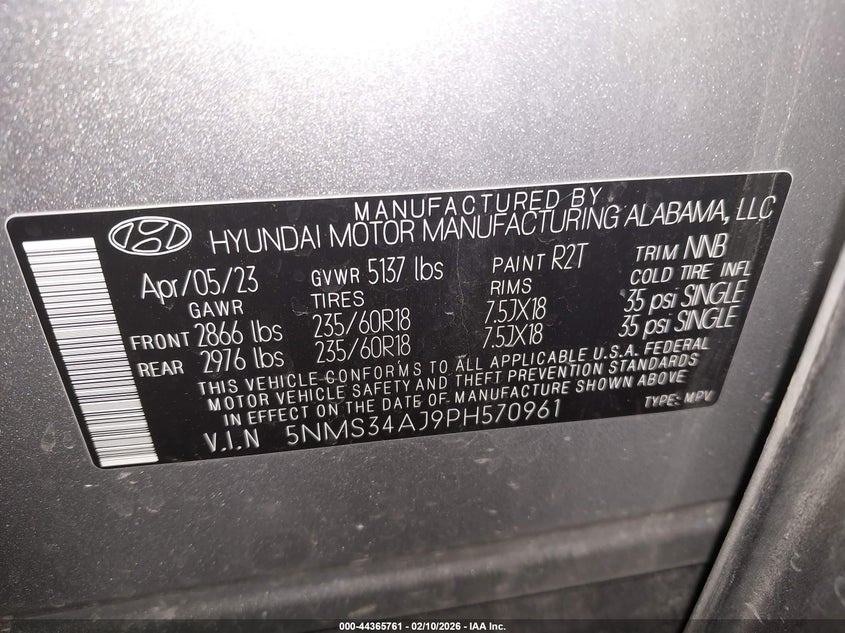 MANUFACTURED BY
HYUNDAI MOTOR MANUFACTURING ALABAMA, LLC
Apr/05/23 GVWR 5137 lbs PAINT R2T TRIM NNB
GAWR TIRES RIMS COLD TIRE INFL
FRONT 2866 lbs 235/60R18 7.5JX18 35 psi SINGLE
REAR 2976 lbs 235/60R18 7.5JX18 35 psi SINGLE
THIS VEHICLE CONFORMS TO ALL APPLICABLE U.S.A. FEDERAL
MOTOR VEHICLE SAFETY AND THEFT PREVENTION STANDARDS
IN EFFECT ON THE DATE OF MANUFACTURE SHOWN ABOVE
V.I.N 5NMS34AJ9PH570961 TYPE: MPV
000-44365761 - 02/10/2026 - IAA Inc.